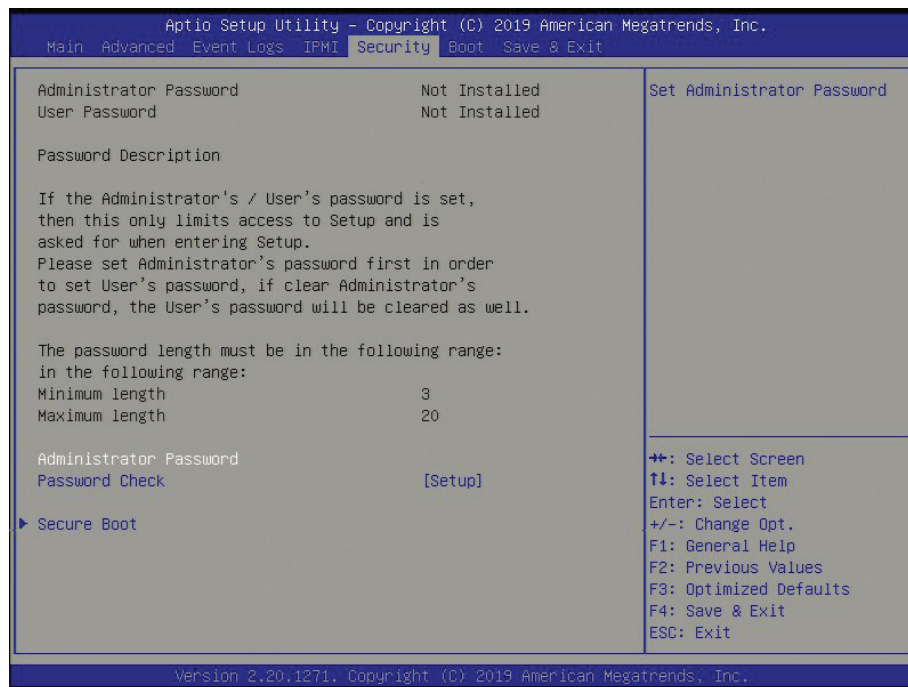 Aptio Setup Utility – Copyright (C) 2019 American Megatrends, Inc.
Main Advanced Event Logs IPMI Security Boot Save & Exit
Administrator Password Not Installed
User Password Not Installed
Password Description
If the Administrator's / User's password is set,
then this only limits access to Setup and is
asked for when entering Setup.
Please set Administrator's password first in order
to set User's password, if clear Administrator's
password, the User's password will be cleared as well.
The password length must be in the following range:
in the following range:
Minimum length 3
Maximum length 20
Administrator Password
Password Check [Setup]
Secure Boot
Set Administrator Password
→←: Select Screen
↑↓: Select Item
Enter: Select
+/-: Change Opt.
F1: General Help
F2: Previous Values
F3: Optimized Defaults
F4: Save & Exit
ESC: Exit
Version 2.20.1271. Copyright (C) 2019 American Megatrends, Inc.